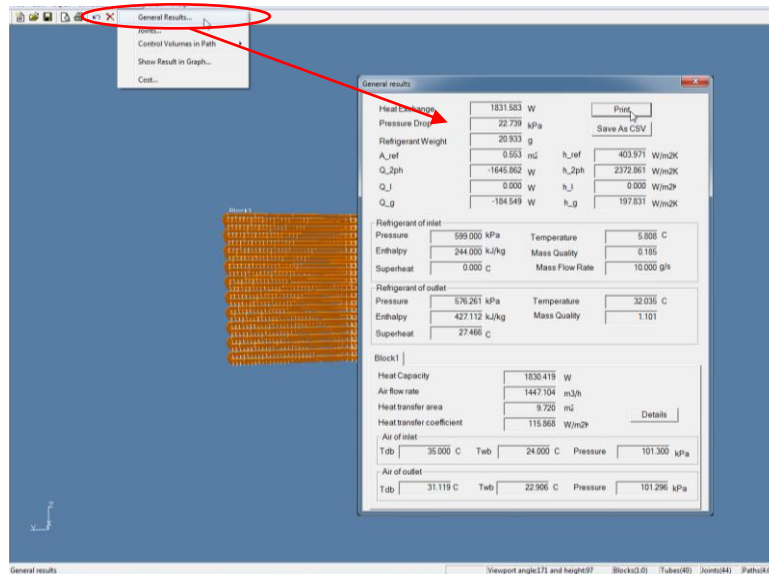 General Results...
Joints...
Control Volumes in Path
Show Result in Graph...
Cost...
General results
Heat Exchange 1831.583 W Print
Pressure Drop 22.739 kPa Save As CSV
Refrigerant Weight 20.933 g
A_ref 0.553 m2 h_ref 403.971 W/m2K
Q_2ph -1645.862 W h_2ph 2372.861 W/m2K
Q_l 0.000 W h_l 0.000 W/m2K
Q_g -184.549 W h_g 197.831 W/m2K
Refrigerant of inlet
Pressure 599.000 kPa Temperature 5.808 C
Enthalpy 244.000 kJ/kg Mass Quality 0.185
Superheat 0.000 C Mass Flow Rate 10.000 g/s
Refrigerant of outlet
Pressure 576.261 kPa Temperature 32.035 C
Enthalpy 427.112 kJ/kg Mass Quality 1.101
Superheat 27.466 C
Block1
Block1
Heat Capacity 1830.419 W
Air flow rate 1447.104 m3/h
Heat transfer area 9.720 m2
Heat transfer coefficient 115.868 W/m2K Details
Air of inlet
Tdb 35.000 C Twb 24.000 C Pressure 101.300 kPa
Air of outlet
Tdb 31.119 C Twb 22.906 C Pressure 101.296 kPa
Z
Y
General results Viewport angle:171 and height:97 Blocks(1:0) Tubes(40) Joints(44)